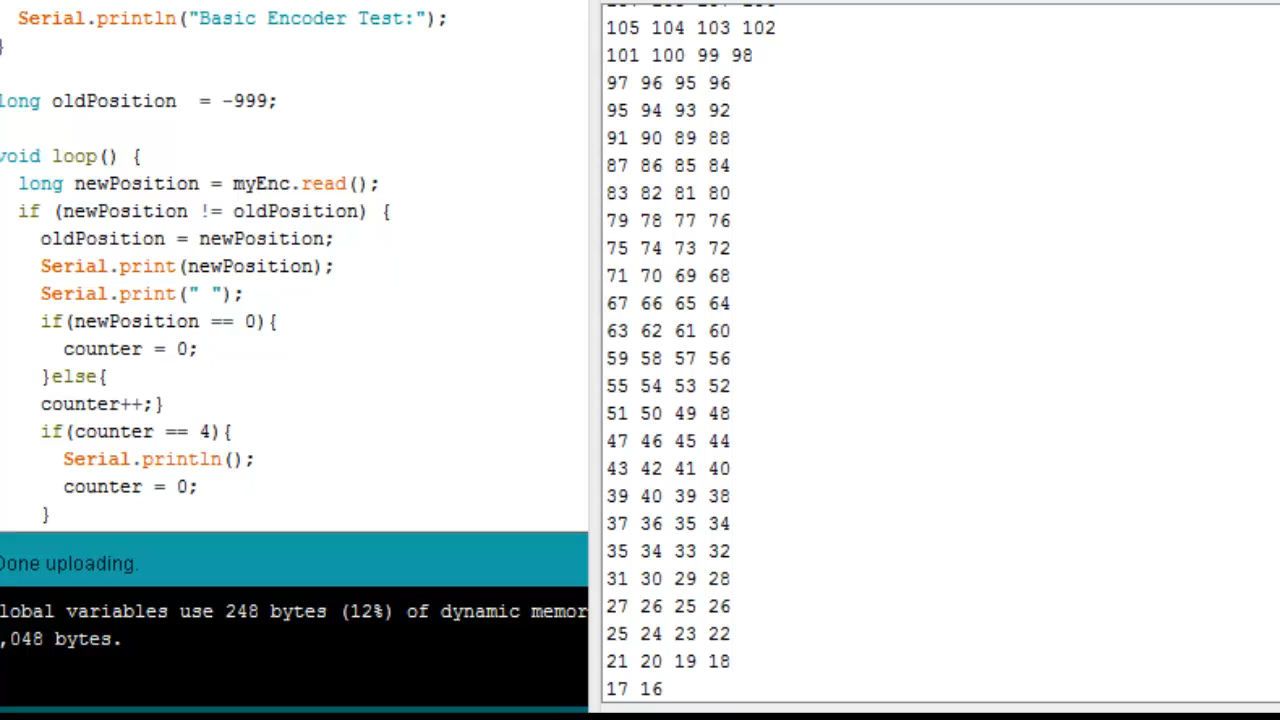 Serial.println("Basic Encoder Test:");
}
long oldPosition  = -999;
void loop() {
long newPosition = myEnc.read();
if (newPosition != oldPosition) {
oldPosition = newPosition;
Serial.print(newPosition);
Serial.print(" ");
if(newPosition == 0){
counter = 0;
}else{
counter++;}
if(counter == 4){
Serial.println();
counter = 0;
}
Done uploading.
lobal variables use 248 bytes (12%) of dynamic memor
,048 bytes.
105 104 103 102
101 100 99 98
97 96 95 96
95 94 93 92
91 90 89 88
87 86 85 84
83 82 81 80
79 78 77 76
75 74 73 72
71 70 69 68
67 66 65 64
63 62 61 60
59 58 57 56
55 54 53 52
51 50 49 48
47 46 45 44
43 42 41 40
39 40 39 38
37 36 35 34
35 34 33 32
31 30 29 28
27 26 25 26
25 24 23 22
21 20 19 18
17 16